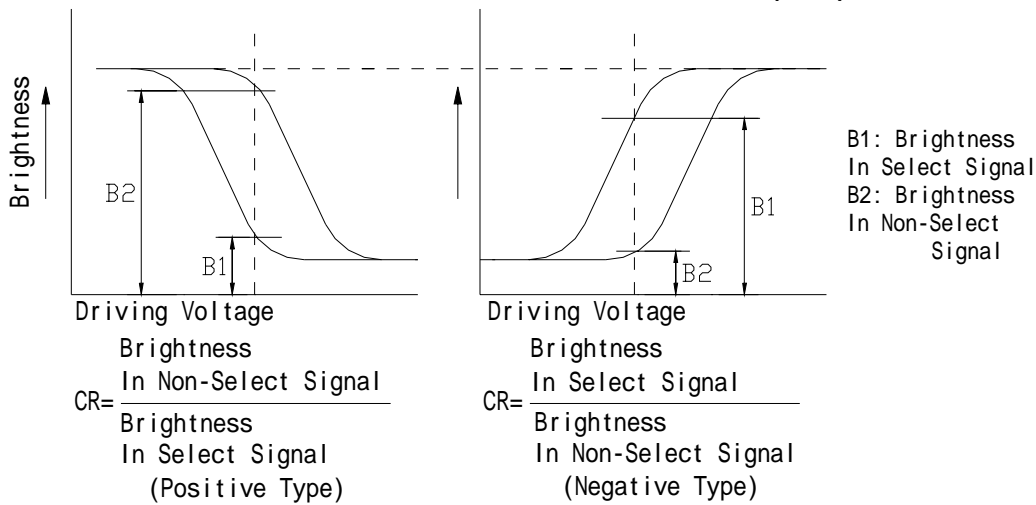 Brightness
B2
B1
B1
B2
B1: Brightness
In Select Signal
B2: Brightness
In Non-Select
Signal
Driving Voltage
Brightness
In Non-Select Signal
CR=
Brightness
In Select Signal
(Positive Type)
Driving Voltage
Brightness
In Select Signal
CR=
Brightness
In Non-Select Signal
(Negative Type)